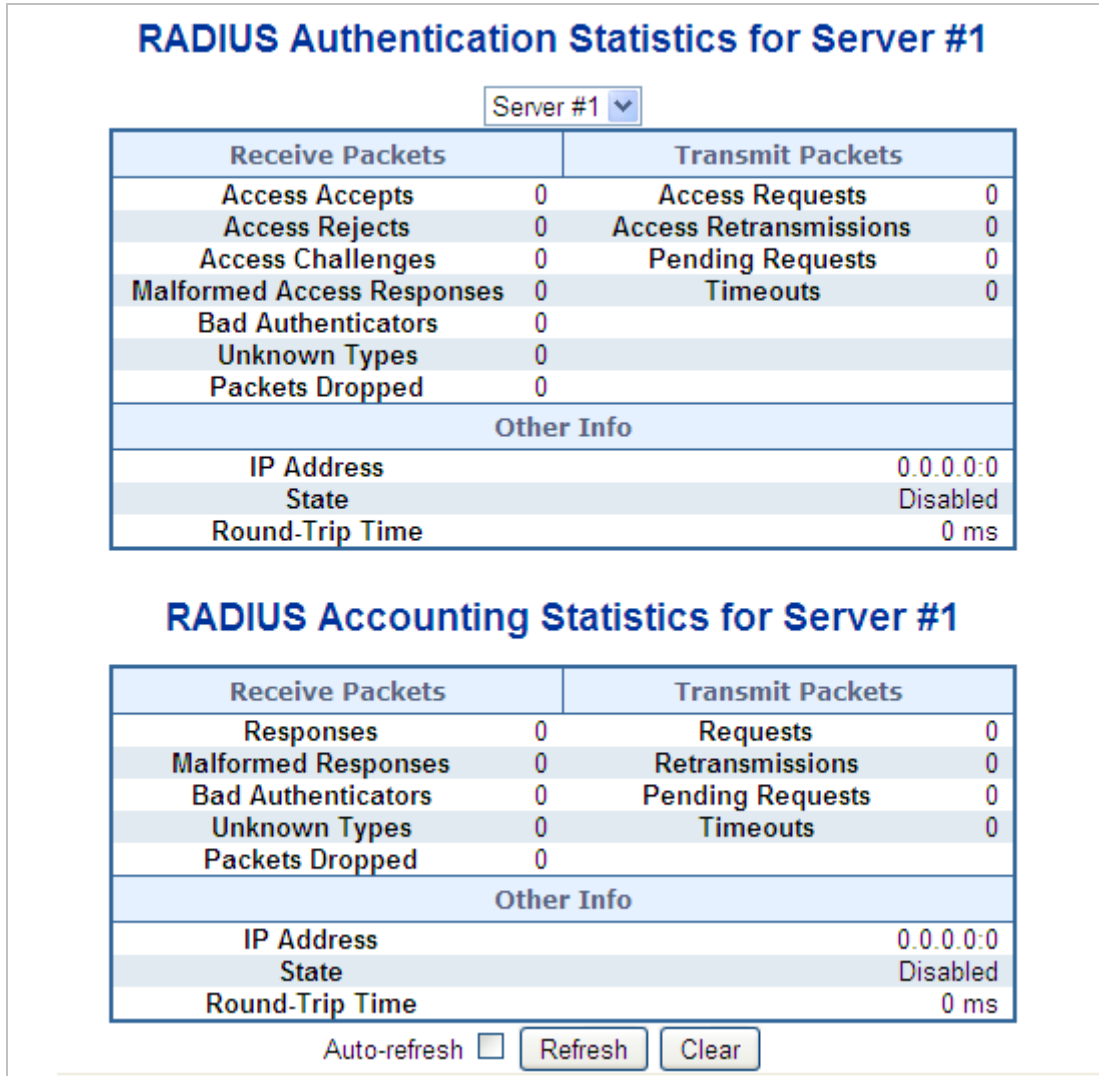 RADIUS Authentication Statistics for Server #1
Server #1
Receive Packets Transmit Packets
Access Accepts 0 Access Requests 0
Access Rejects 0 Access Retransmissions 0
Access Challenges 0 Pending Requests 0
Malformed Access Responses 0 Timeouts 0
Bad Authenticators 0
Unknown Types 0
Packets Dropped 0
Other Info
IP Address 0.0.0.0:0
State Disabled
Round-Trip Time 0 ms
RADIUS Accounting Statistics for Server #1
Receive Packets Transmit Packets
Responses 0 Requests 0
Malformed Responses 0 Retransmissions 0
Bad Authenticators 0 Pending Requests 0
Unknown Types 0 Timeouts 0
Packets Dropped 0
Other Info
IP Address 0.0.0.0:0
State Disabled
Round-Trip Time 0 ms
Auto-refresh Refresh Clear